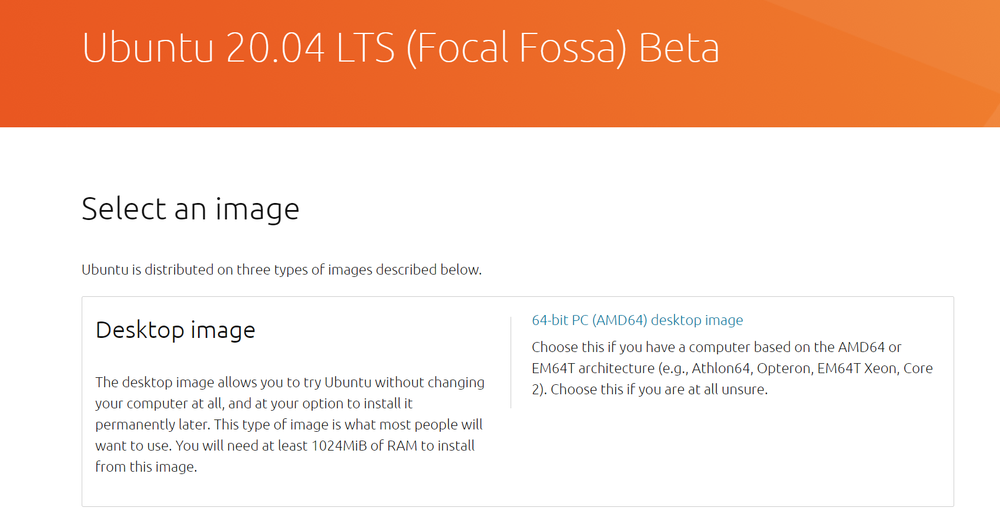 Ubuntu 20.04 LTS (Focal Fossa) Beta
Select an image
Ubuntu is distributed on three types of images described below.
Desktop image
The desktop image allows you to try Ubuntu without changing
your computer at all, and at your option to install it
permanently later. This type of image is what most people will
want to use. You will need at least 1024MiB of RAM to install
from this image.
64-bit PC (AMD64) desktop image
Choose this if you have a computer based on the AMD64 or
EM64T architecture (e.g., Athlon64, Opteron, EM64T Xeon, Core
2). Choose this if you are at all unsure.